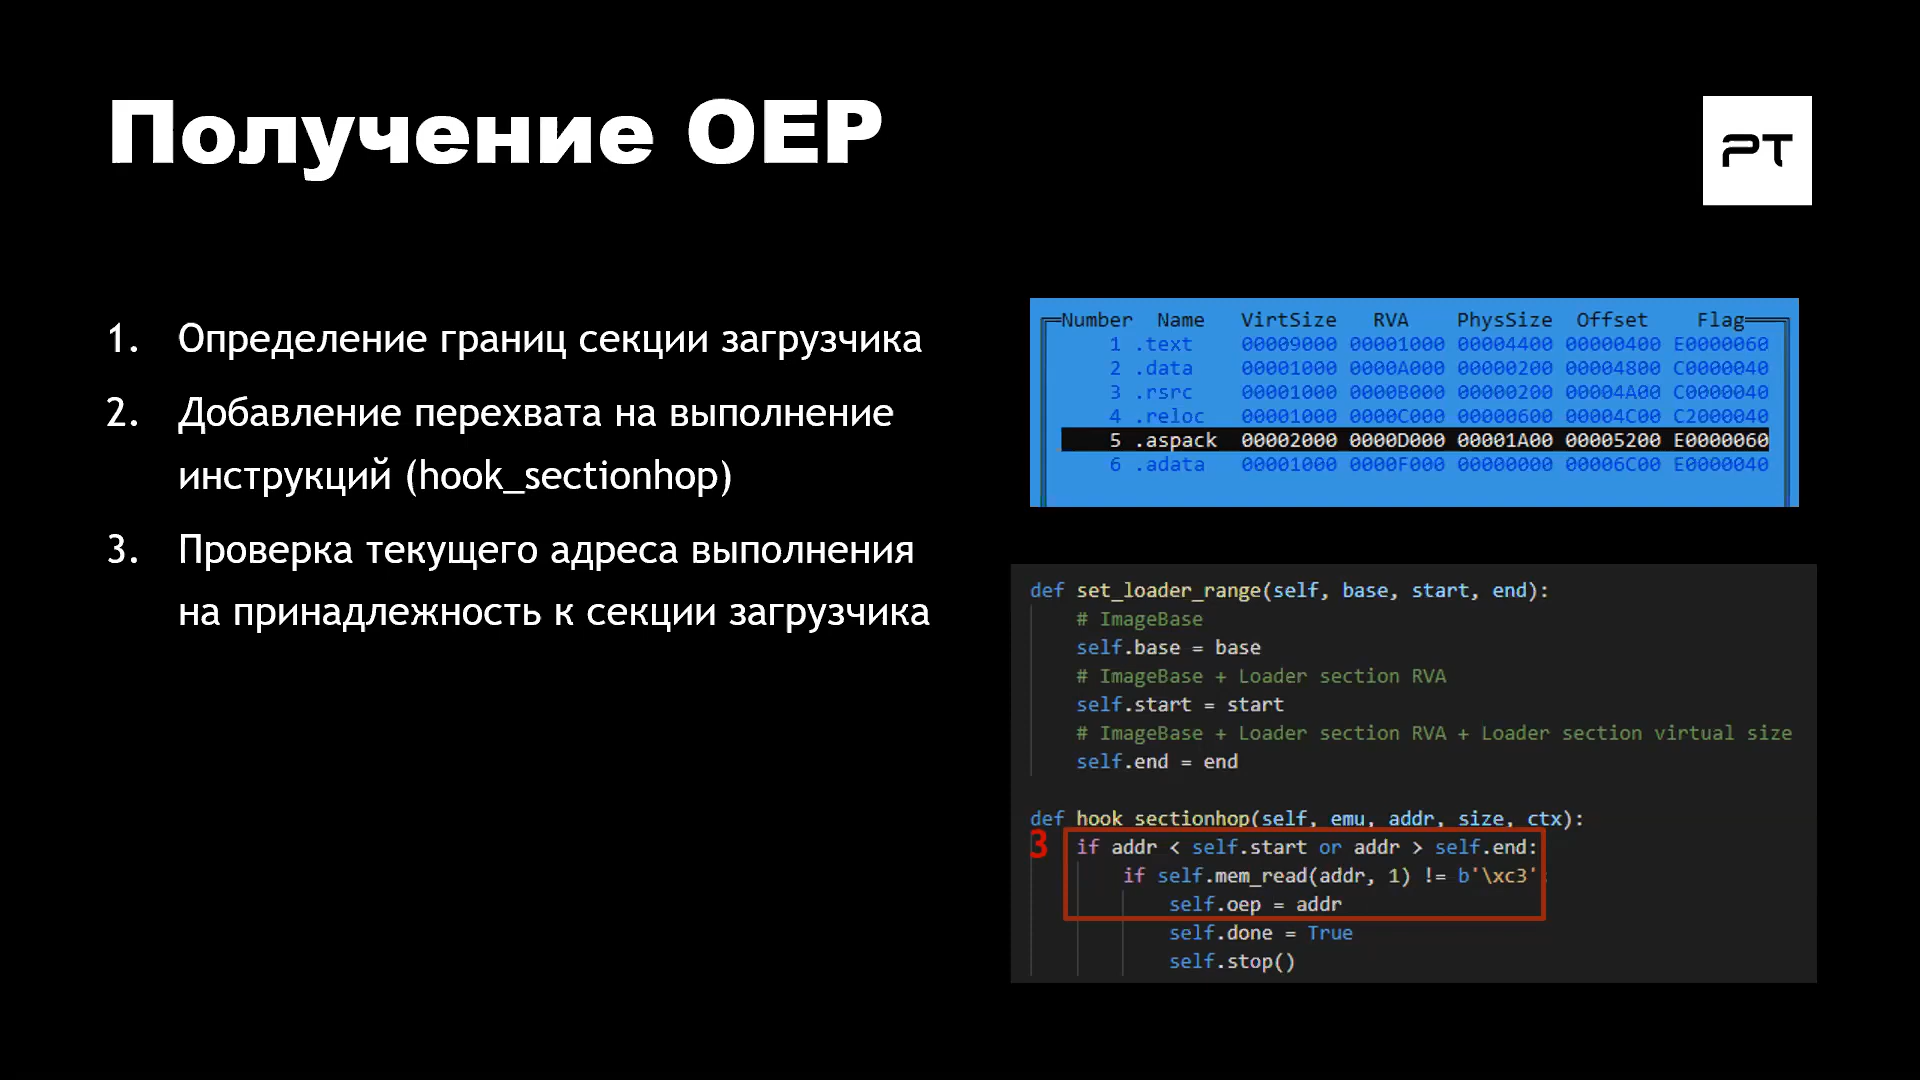 Получение OEP
PT
1. Определение границ секции загрузчика
2. Добавление перехвата на выполнение
инструкций (hook_sectionhop)
3. Проверка текущего адреса выполнения
на принадлежность к секции загрузчика
Number Name VirtSize RVA PhysSize Offset Flag
1 .text 00009000 00001000 00004400 00000400 E0000060
2 .data 00001000 0000A000 00000200 00004800 C0000040
3 .rsrc 00001000 0000B000 00000200 00004A00 C0000040
4 .reloc 00001000 0000C000 00000600 00004C00 C2000040
5 .aspack 00002000 0000D000 00001A00 00005200 E0000060
6 .adata 00001000 0000F000 00000000 00006C00 E0000040
def set_loader_range(self, base, start, end):
# ImageBase
self.base = base
# ImageBase + Loader section RVA
self.start = start
# ImageBase + Loader section RVA + Loader section virtual size
self.end = end
def hook_sectionhop(self, emu, addr, size, ctx):
3
if addr < self.start or addr > self.end:
if self.mem_read(addr, 1) != b'\xc3':
self.oep = addr
self.done = True
self.stop()